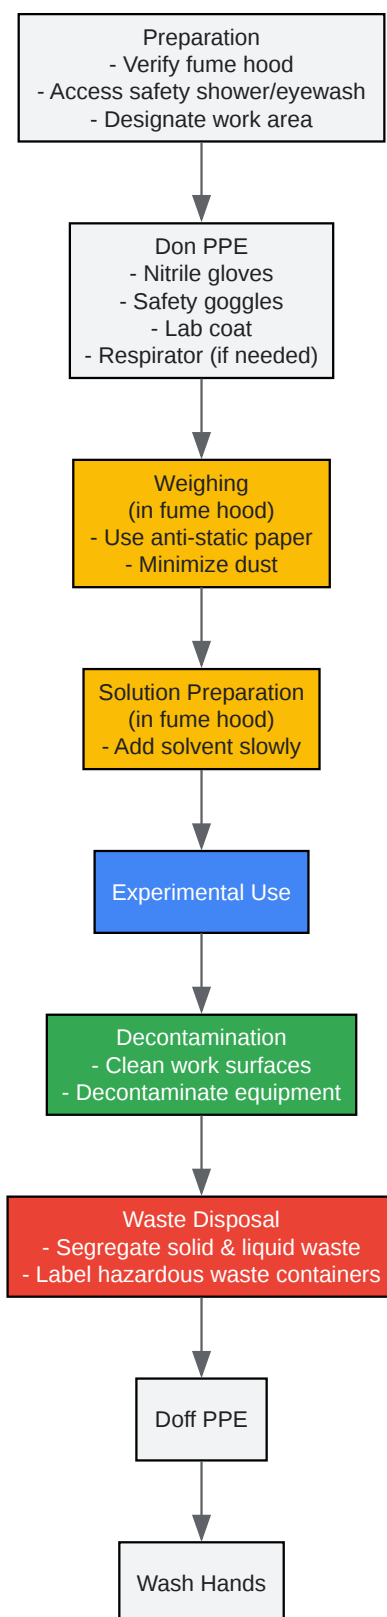 Preparation
- Verify fume hood
- Access safety shower/eyewash
- Designate work area
Don PPE
- Nitrile gloves
- Safety goggles
- Lab coat
- Respirator (if needed)
Weighing
(in fume hood)
- Use anti-static paper
- Minimize dust
Solution Preparation
(in fume hood)
- Add solvent slowly
Experimental Use
Decontamination
- Clean work surfaces
- Decontaminate equipment
Waste Disposal
- Segregate solid & liquid waste
- Label hazardous waste containers
Doff PPE
Wash Hands